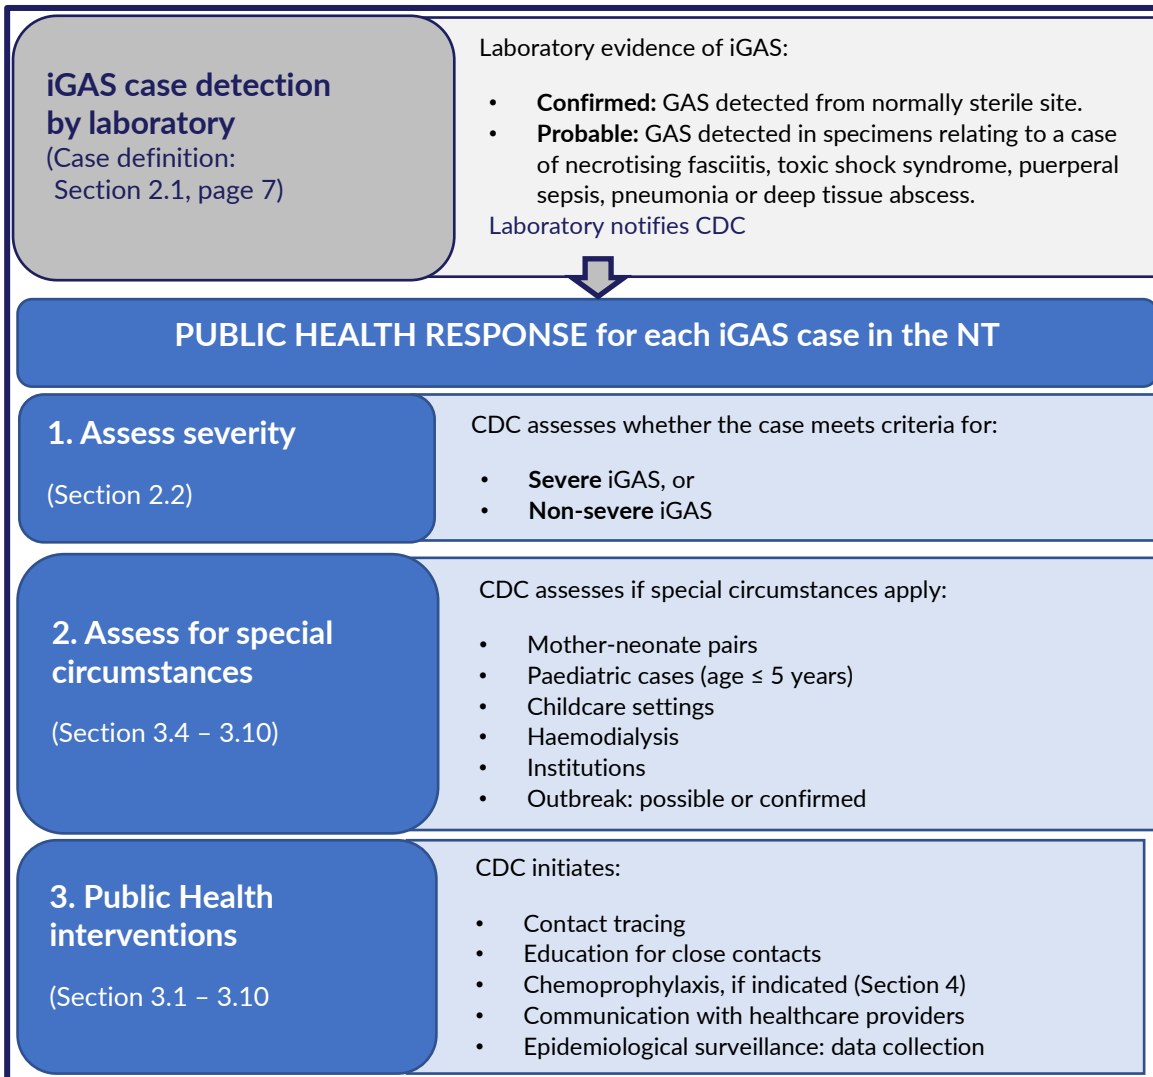 iGAS case detection
by laboratory
(Case definition:
Section 2.1, page 7)
Laboratory evidence of iGAS:
• Confirmed: GAS detected from normally sterile site.
• Probable: GAS detected in specimens relating to a case
of necrotising fasciitis, toxic shock syndrome, puerperal
sepsis, pneumonia or deep tissue abscess.
Laboratory notifies CDC
PUBLIC HEALTH RESPONSE for each iGAS case in the NT
1. Assess severity
(Section 2.2)
CDC assesses whether the case meets criteria for:
• Severe iGAS, or
• Non-severe iGAS
2. Assess for special
circumstances
(Section 3.4 – 3.10)
CDC assesses if special circumstances apply:
• Mother-neonate pairs
• Paediatric cases (age ≤ 5 years)
• Childcare settings
• Haemodialysis
• Institutions
• Outbreak: possible or confirmed
3. Public Health
interventions
(Section 3.1 – 3.10
CDC initiates:
• Contact tracing
• Education for close contacts
• Chemoprophylaxis, if indicated (Section 4)
• Communication with healthcare providers
• Epidemiological surveillance: data collection